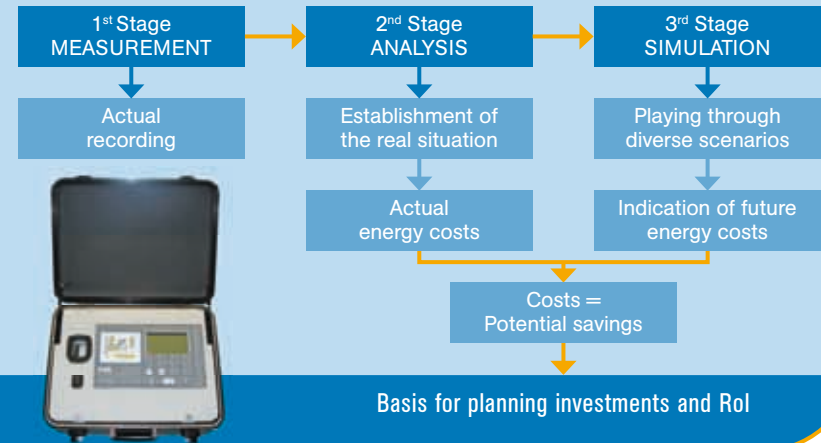 1st Stage
MEASUREMENT
2nd Stage
ANALYSIS
3rd Stage
SIMULATION
Actual
recording
Establishment of
the real situation
Playing through
diverse scenarios
Actual
energy costs
Indication of future
energy costs
Costs =
Potential savings
Basis for planning investments and RoI